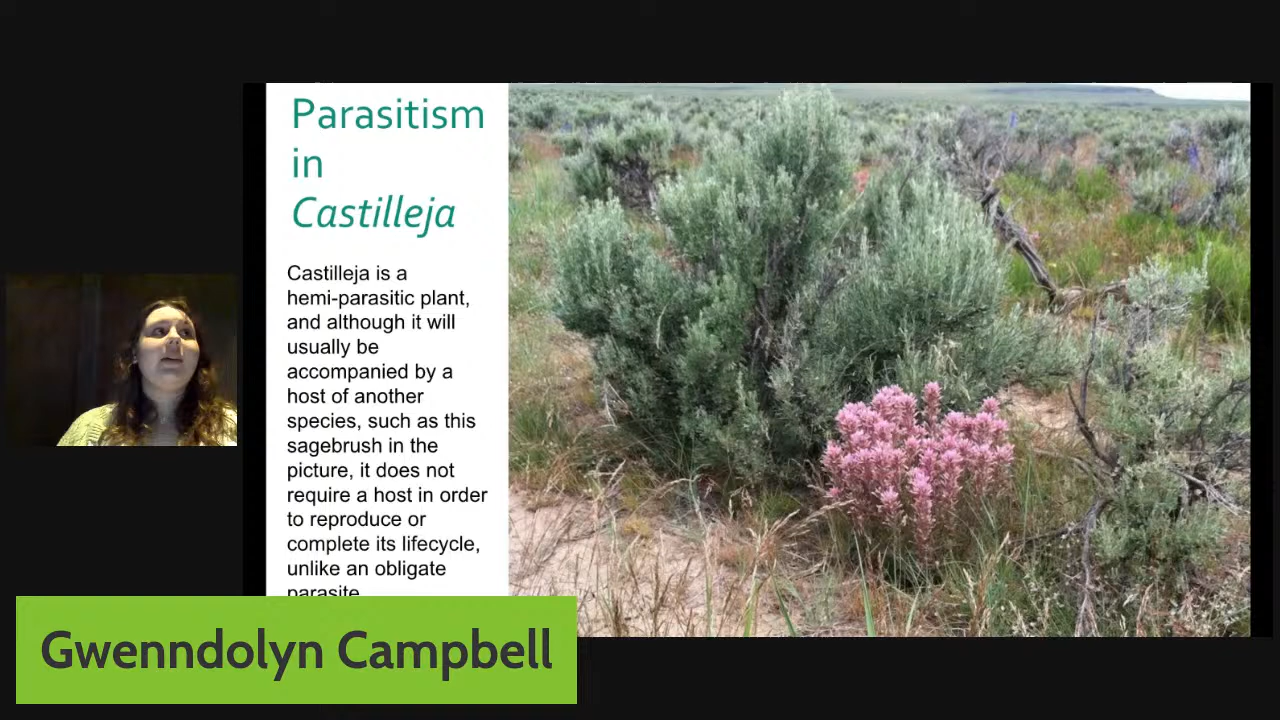 Parasitism
in
Castilleja
Castilleja is a
hemi-parasitic plant,
and although it will
usually be
accompanied by a
host of another
species, such as this
sagebrush in the
picture, it does not
require a host in order
to reproduce or
complete its lifecycle,
unlike an obligate
parasite
Gwenndolyn Campbell